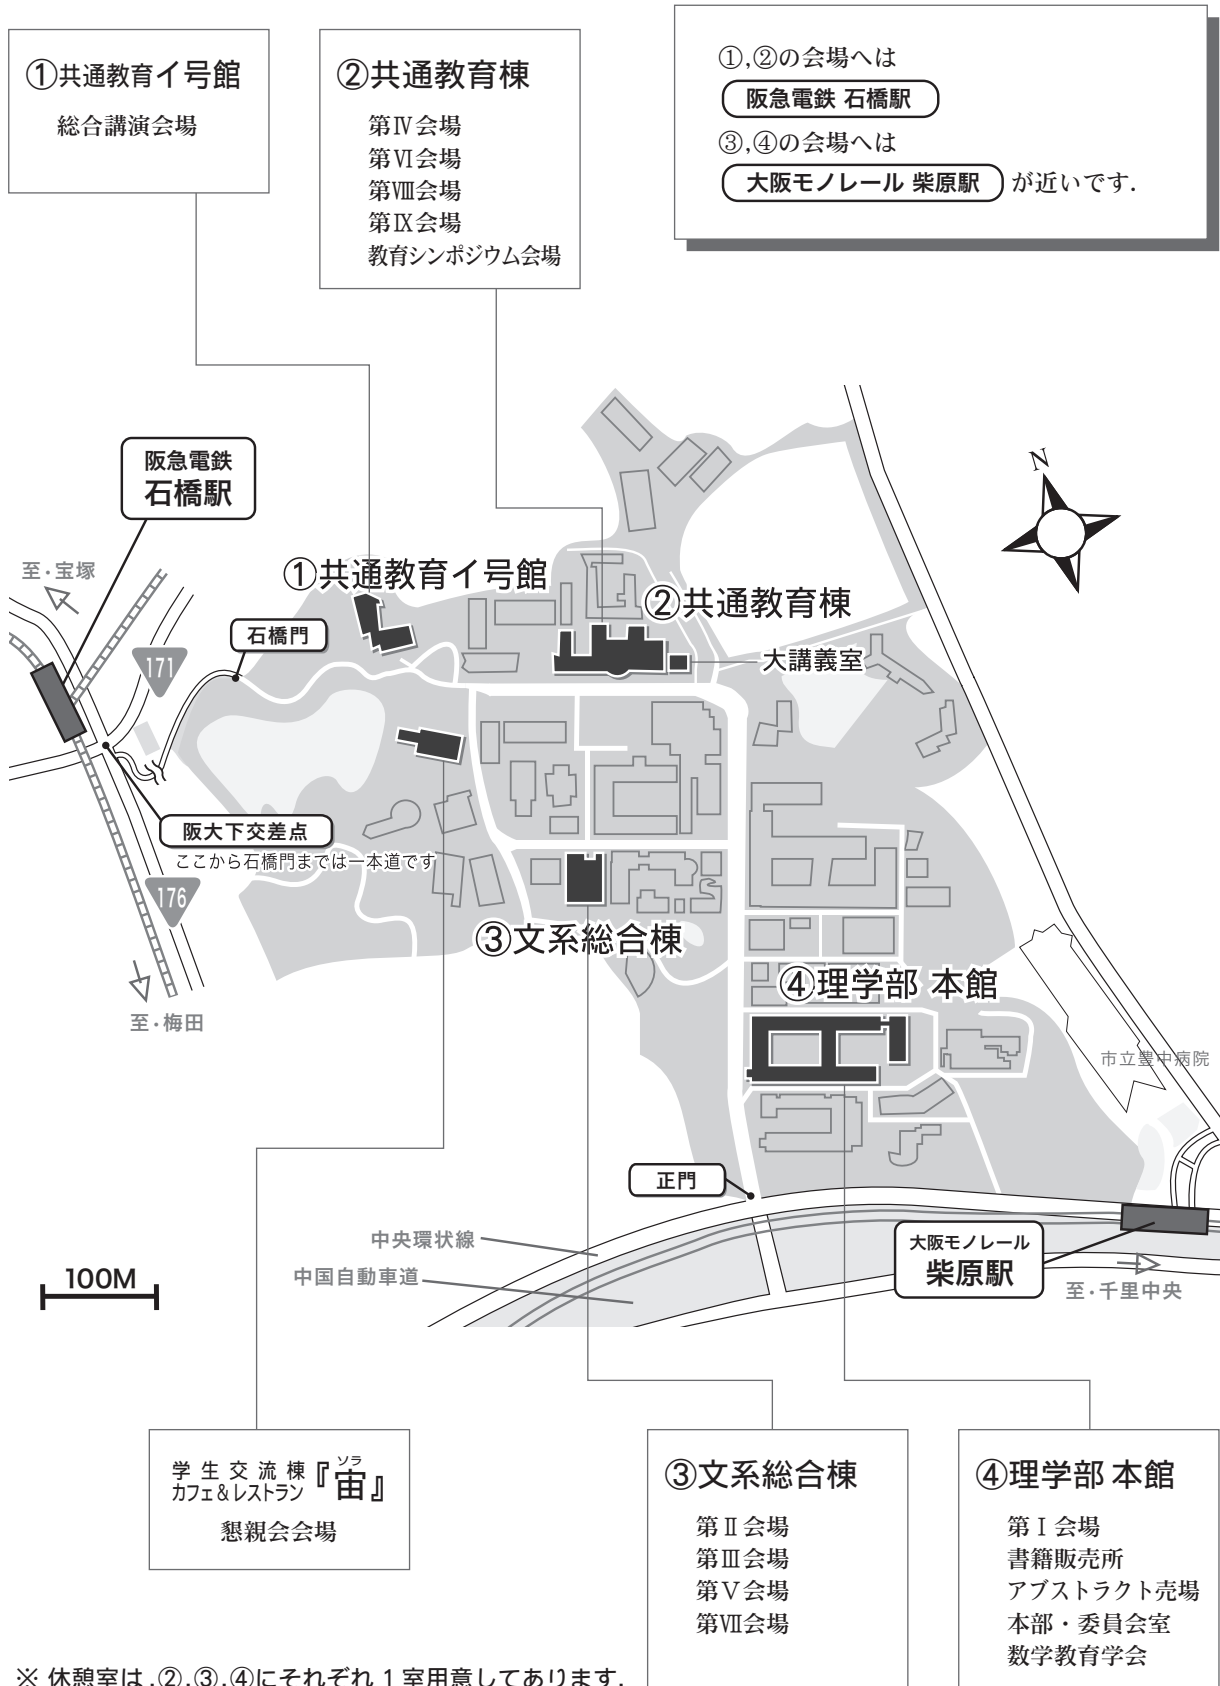 ①共通教育イ号館
総合講演会場
②共通教育棟
第Ⅳ会場
第Ⅵ会場
第Ⅷ会場
第Ⅸ会場
教育シンポジウム会場
①,②の会場へは
阪急電鉄 石橋駅
③,④の会場へは
大阪モノレール 柴原駅 が近いです.
N
阪急電鉄
石橋駅
至・宝塚
①共通教育イ号館
②共通教育棟
石橋門
大講義室
171
阪大下交差点
ここから石橋門までは一本道です
176
③文系総合棟
④理学部 本館
至・梅田
市立豊中病院
正門
中央環状線
大阪モノレール
柴原駅
中国自動車道
100M
至・千里中央
学生交流棟
カフェ&レストラン
『宙』
ソラ
懇親会会場
③文系総合棟
第Ⅱ会場
第Ⅲ会場
第Ⅴ会場
第Ⅶ会場
④理学部 本館
第Ⅰ会場
書籍販売所
アブストラクト売場
本部・委員会室
数学教育学会
※ 休憩室は,②,③,④にそれぞれ1室用意してあります.